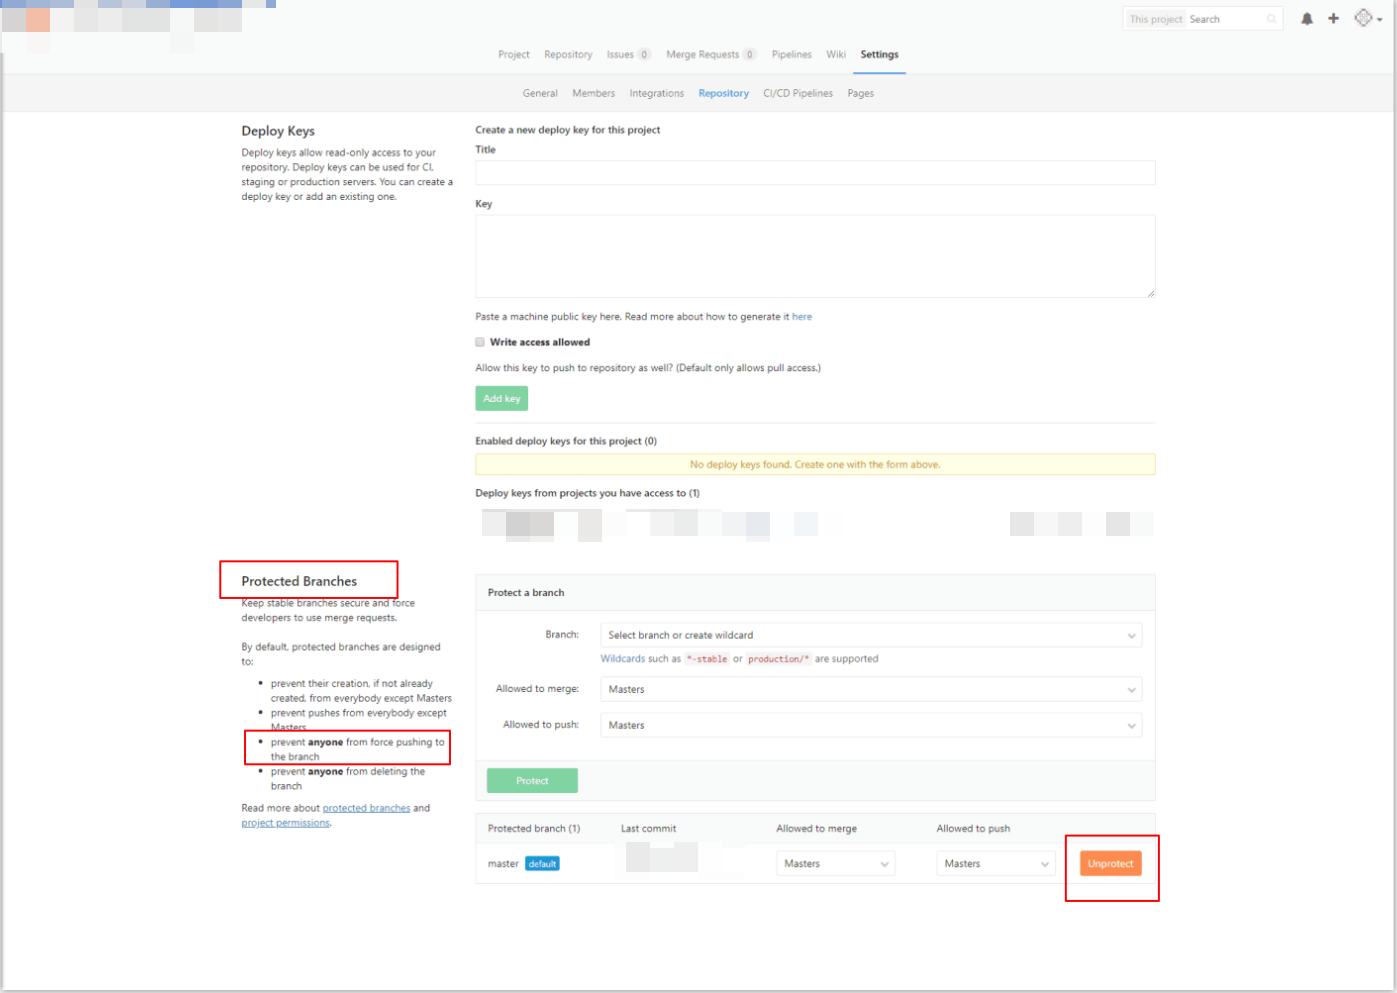 This project Search
Project Repository Issues 0 Merge Requests 0 Pipelines Wiki Settings
General Members Integrations Repository CI/CD Pipelines Pages
Deploy Keys
Deploy keys allow read-only access to your
repository. Deploy keys can be used for CI,
staging or production servers. You can create a
deploy key or add an existing one.
Create a new deploy key for this project
Title
Key
Paste a machine public key here. Read more about how to generate it here
Write access allowed
Allow this key to push to repository as well? (Default only allows pull access.)
Add key
Enabled deploy keys for this project (0)
No deploy keys found. Create one with the form above.
Deploy keys from projects you have access to (1)
Protected Branches
Keep stable branches secure and force
developers to use merge requests.
By default, protected branches are designed
to:
• prevent their creation, if not already
created, from everybody except Masters
• prevent pushes from everybody except
Masters
• prevent anyone from force pushing to
the branch
• prevent anyone from deleting the
branch
Read more about protected branches and
project permissions.
Protect a branch
Branch: Select branch or create wildcard
Wildcards such as *-stable or production/* are supported
Allowed to merge: Masters
Allowed to push: Masters
Protect
Protected branch (1) Last commit Allowed to merge Allowed to push
master default Masters Masters Unprotect